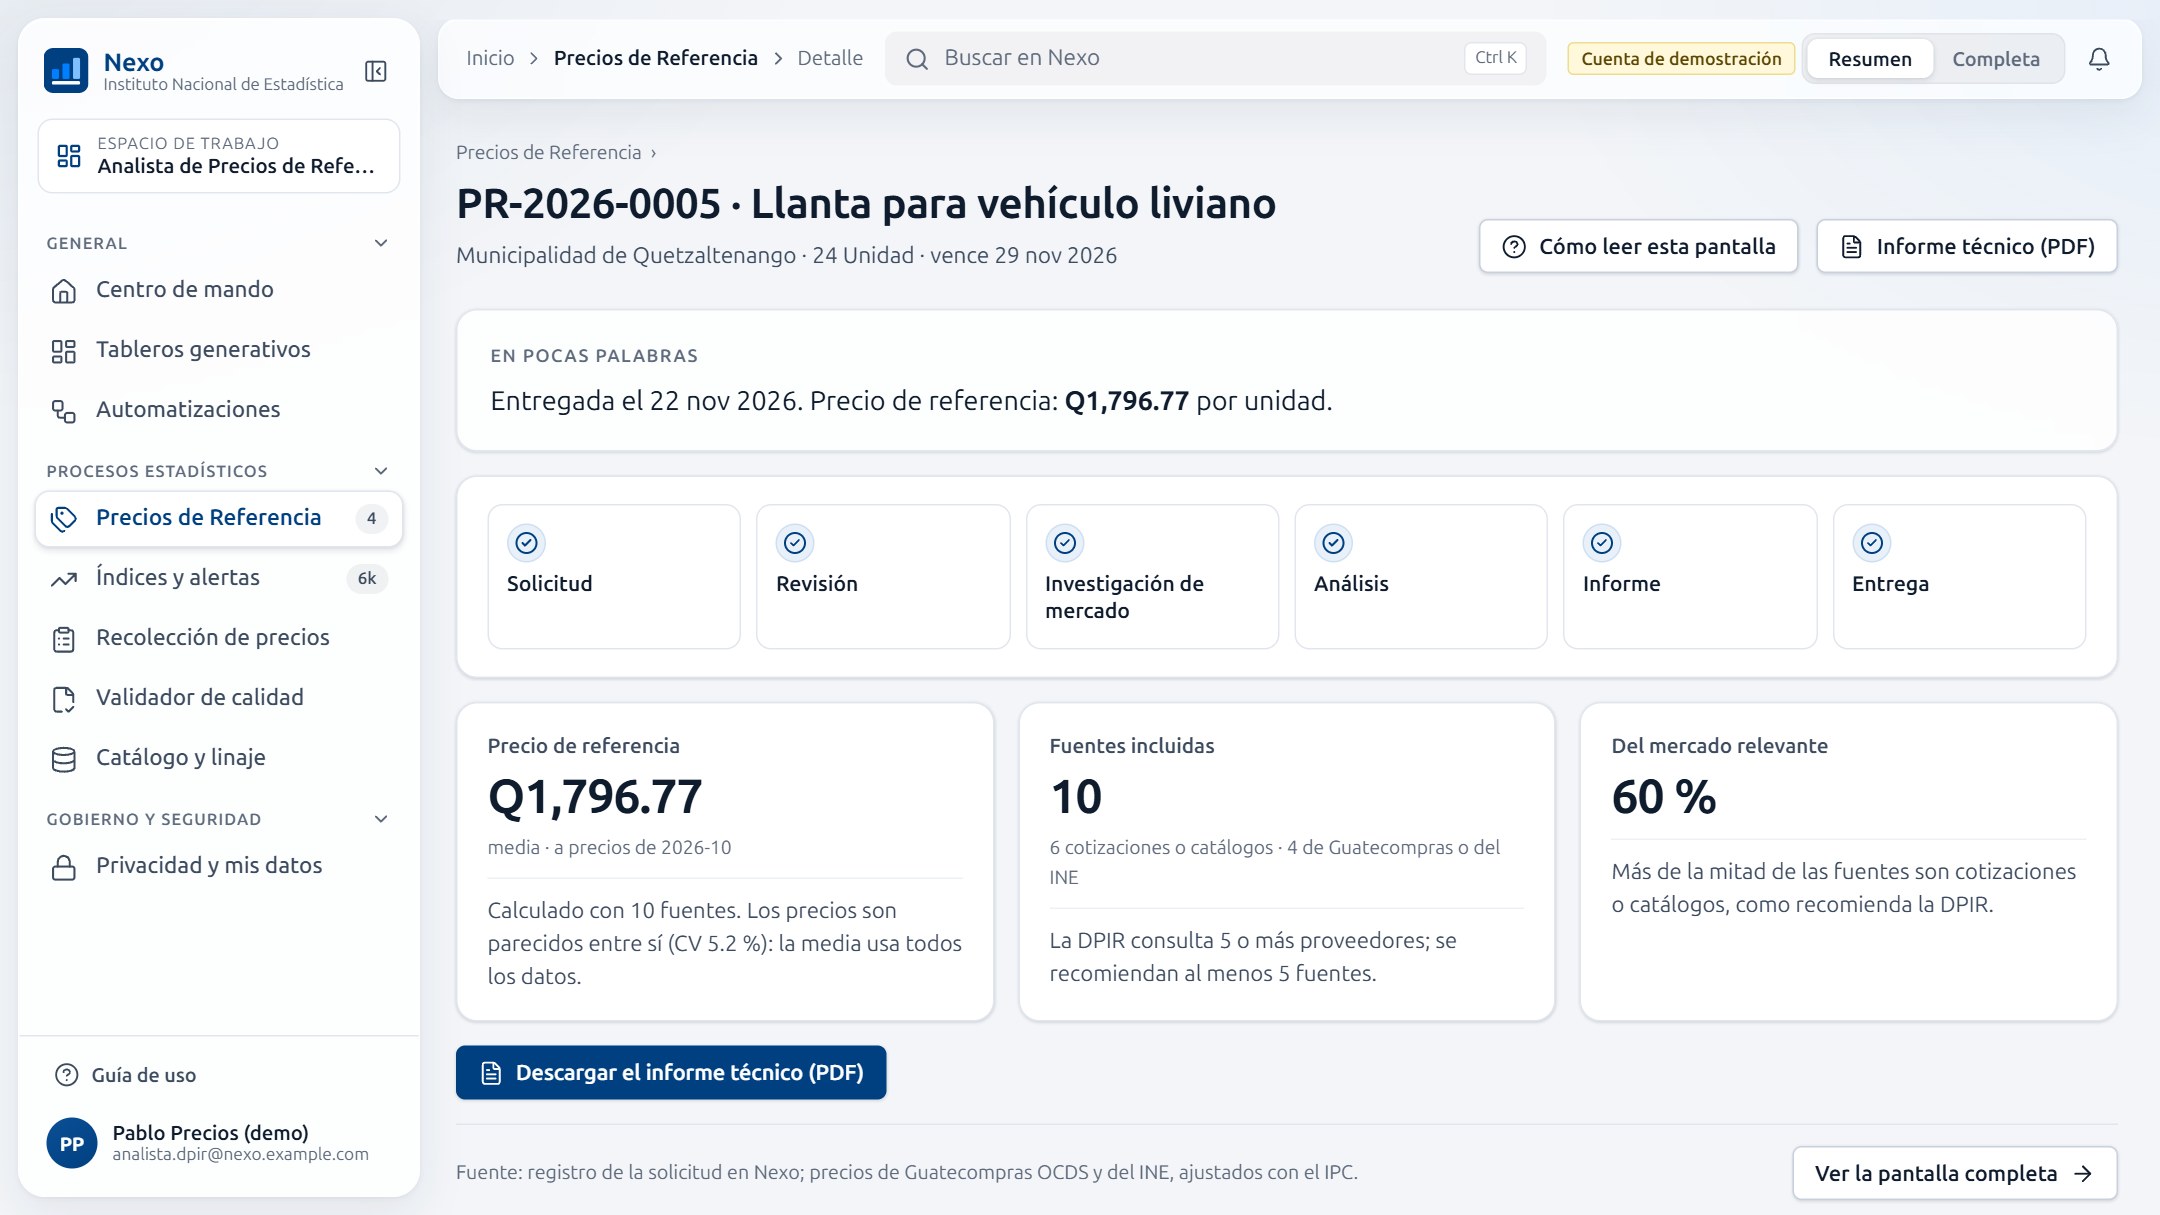 Nexo
Instituto Nacional de Estadística
ESPACIO DE TRABAJO
Analista de Precios de Refe...
GENERAL
Centro de mando
Tableros generativos
Automatizaciones
PROCESOS ESTADÍSTICOS
Precios de Referencia 4
Índices y alertas 6k
Recolección de precios
Validador de calidad
Catálogo y linaje
GOBIERNO Y SEGURIDAD
Privacidad y mis datos
Guía de uso
PP
Pablo Precios (demo)
analista.dpir@nexo.example.com
Inicio > Precios de Referencia > Detalle
Buscar en Nexo Ctrl K
Cuenta de demostración
Resumen Completa
Precios de Referencia ›
PR-2026-0005 · Llanta para vehículo liviano
Municipalidad de Quetzaltenango · 24 Unidad · vence 29 nov 2026
Cómo leer esta pantalla
Informe técnico (PDF)
EN POCAS PALABRAS
Entregada el 22 nov 2026. Precio de referencia: Q1,796.77 por unidad.
Solicitud
Revisión
Investigación de
mercado
Análisis
Informe
Entrega
Precio de referencia
Q1,796.77
media · a precios de 2026-10
Calculado con 10 fuentes. Los precios son
parecidos entre sí (CV 5.2 %): la media usa todos
los datos.
Fuentes incluidas
10
6 cotizaciones o catálogos · 4 de Guatecompras o del
INE
La DPIR consulta 5 o más proveedores; se
recomiendan al menos 5 fuentes.
Del mercado relevante
60 %
Más de la mitad de las fuentes son cotizaciones
o catálogos, como recomienda la DPIR.
Descargar el informe técnico (PDF)
Fuente: registro de la solicitud en Nexo; precios de Guatecompras OCDS y del INE, ajustados con el IPC.
Ver la pantalla completa →